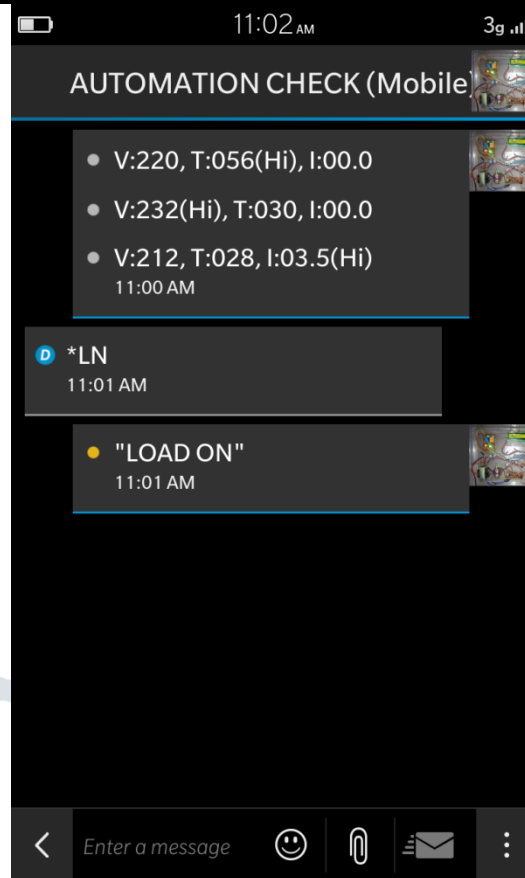 11:02 AM
3g
AUTOMATION CHECK (Mobile)
V:220, T:056(Hi), I:00.0
V:232(Hi), T:030, I:00.0
V:212, T:028, I:03.5(Hi)
11:00 AM
D *LN
11:01 AM
"LOAD ON"
11:01 AM
Enter a message